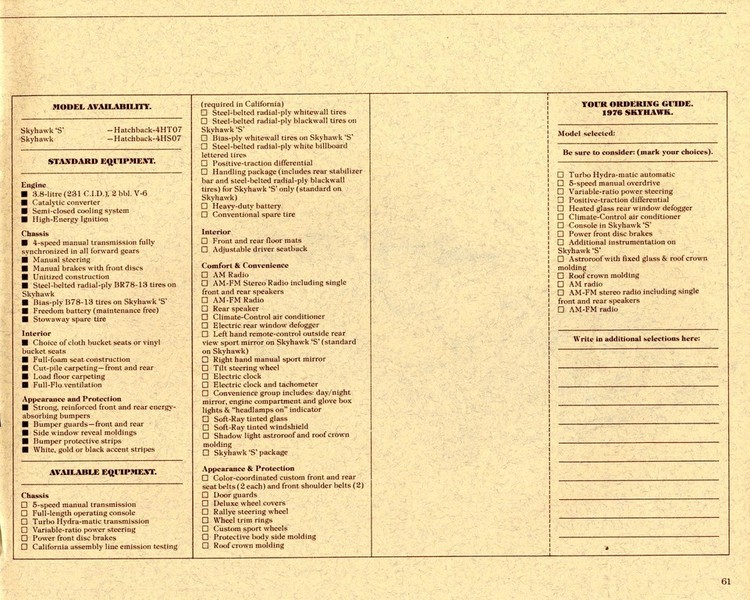 MODEL AVAILABILITY.
Skyhawk 'S' —Hatchback-4HT07
Skyhawk —Hatchback-4HS07
STANDARD EQUIPMENT.
Engine
■ 3.8-litre (231 C.I.D.), 2 bbl. V-6
■ Catalytic converter
■ Semi-closed cooling system
■ High-Energy Ignition
Chassis
■ 4-speed manual transmission fully
synchronized in all forward gears
■ Manual steering
■ Manual brakes with front discs
■ Unitized construction
■ Steel-belted radial-ply BR78-13 tires on
Skyhawk
■ Bias-ply B78-13 tires on Skyhawk 'S'
■ Freedom battery (maintenance free)
■ Stowaway spare tire
Interior
■ Choice of cloth bucket seats or vinyl
bucket seats
■ Full-foam seat construction
■ Cut-pile carpeting—front and rear
■ Load floor carpeting
■ Full-Flo ventilation
Appearance and Protection
■ Strong, reinforced front and rear energy-
absorbing bumpers
■ Bumper guards—front and rear
■ Side window reveal moldings
■ Bumper protective strips
■ White, gold or black accent stripes
AVAILABLE EQUIPMENT.
Chassis
□ 5-speed manual transmission
□ Full-length operating console
□ Turbo Hydra-matic transmission
□ Variable-ratio power steering
□ Power front disc brakes
□ California assembly line emission testing
(required in California)
□ Steel-belted radial-ply whitewall tires
□ Steel-belted radial-ply blackwall tires on
Skyhawk 'S'
□ Bias-ply whitewall tires on Skyhawk 'S'
□ Steel-belted radial-ply white billboard
lettered tires
□ Positive-traction differential
□ Handling package (includes rear stabilizer
bar and steel-belted radial-ply blackwall
tires) for Skyhawk 'S' only (standard on
Skyhawk)
□ Heavy-duty battery
□ Conventional spare tire
Interior
□ Front and rear floor mats
□ Adjustable driver seatback
Comfort & Convenience
□ AM Radio
□ AM-FM Stereo Radio including single
front and rear speakers
□ AM-FM Radio
□ Rear speaker
□ Climate-Control air conditioner
□ Electric rear window defogger
□ Left hand remote-control outside rear
view sport mirror on Skyhawk 'S' (standard
on Skyhawk)
□ Right hand manual sport mirror
□ Tilt steering wheel
□ Electric clock
□ Electric clock and tachometer
□ Convenience group includes: day/night
mirror, engine compartment and glove box
lights & "headlamps on" indicator
□ Soft-Ray tinted glass
□ Soft-Ray tinted windshield
□ Shadow light astroroof and roof crown
molding
□ Skyhawk 'S' package
Appearance & Protection
□ Color-coordinated custom front and rear
seat belts (2 each) and front shoulder belts (2)
□ Door guards
□ Deluxe wheel covers
□ Rallye steering wheel
□ Wheel trim rings
□ Custom sport wheels
□ Protective body side molding
□ Roof crown molding
YOUR ORDERING GUIDE.
1976 SKYHAWK.
Model selected:
Be sure to consider: (mark your choices).
□ Turbo Hydra-matic automatic
□ 5-speed manual overdrive
□ Variable-ratio power steering
□ Positive-traction differential
□ Heated glass rear window defogger
□ Climate-Control air conditioner
□ Console in Skyhawk 'S'
□ Power front disc brakes
□ Additional instrumentation on
Skyhawk 'S'
□ Astroroof with fixed glass & roof crown
molding
□ Roof crown molding
□ AM radio
□ AM-FM stereo radio including single
front and rear speakers
□ AM-FM radio
Write in additional selections here:
61